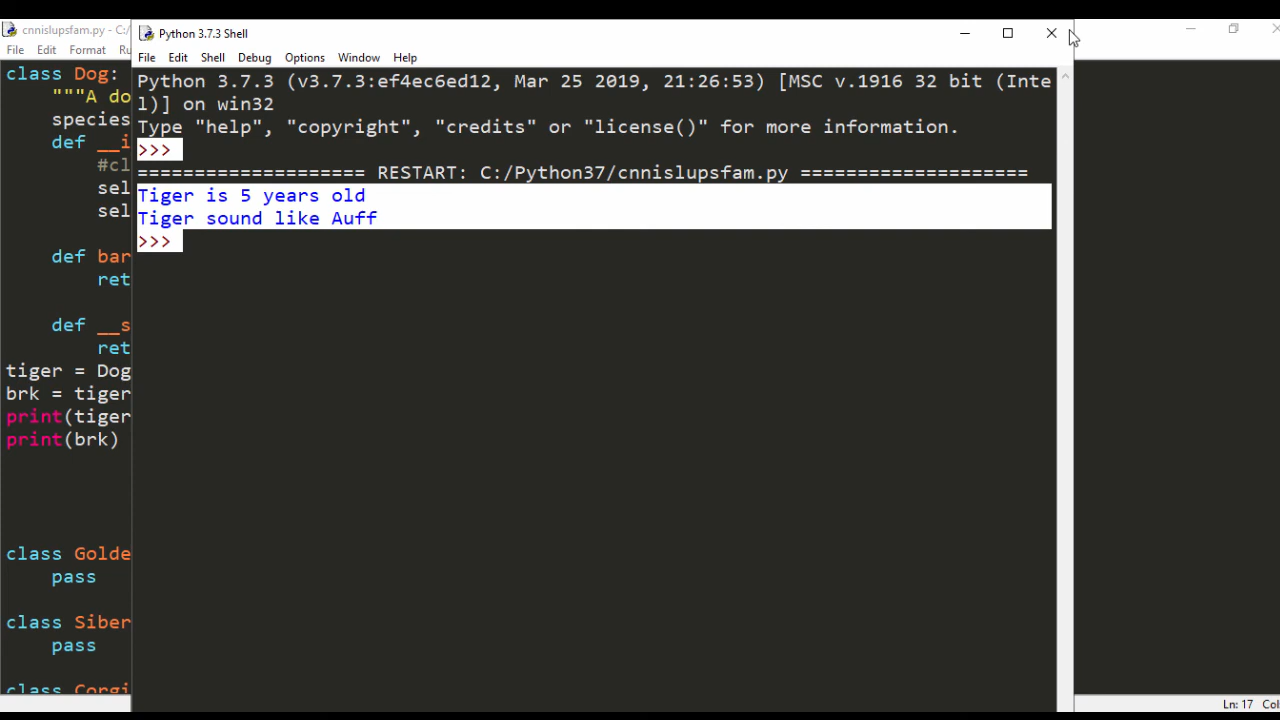 cnnislupsfam.py - C:/
File Edit Format Ru
class Dog:
"""A do
species
def __i
#cl
sel
sel
def bar
ret
def __s
ret
tiger = Dog
brk = tiger
print(tiger
print(brk)
class Golde
pass
class Siber
pass
class Corgi
Python 3.7.3 Shell
File Edit Shell Debug Options Window Help
Python 3.7.3 (v3.7.3:ef4ec6ed12, Mar 25 2019, 21:26:53) [MSC v.1916 32 bit (Inte
l)] on win32
Type "help", "copyright", "credits" or "license()" for more information.
>>>
==================== RESTART: C:/Python37/cnnislupsfam.py ====================
Tiger is 5 years old
Tiger sound like Auff
>>>
Ln: 17 Col